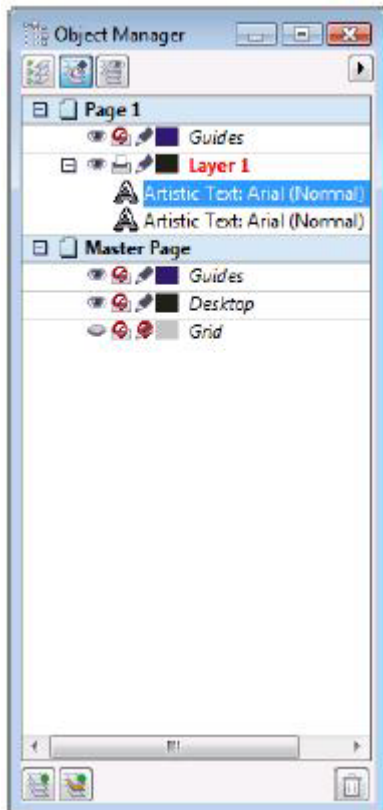 Object Manager
Page 1
Guides
Layer 1
Artistic Text: Arial (Normal)
Artistic Text: Arial (Normal)
Master Page
Guides
Desktop
Grid